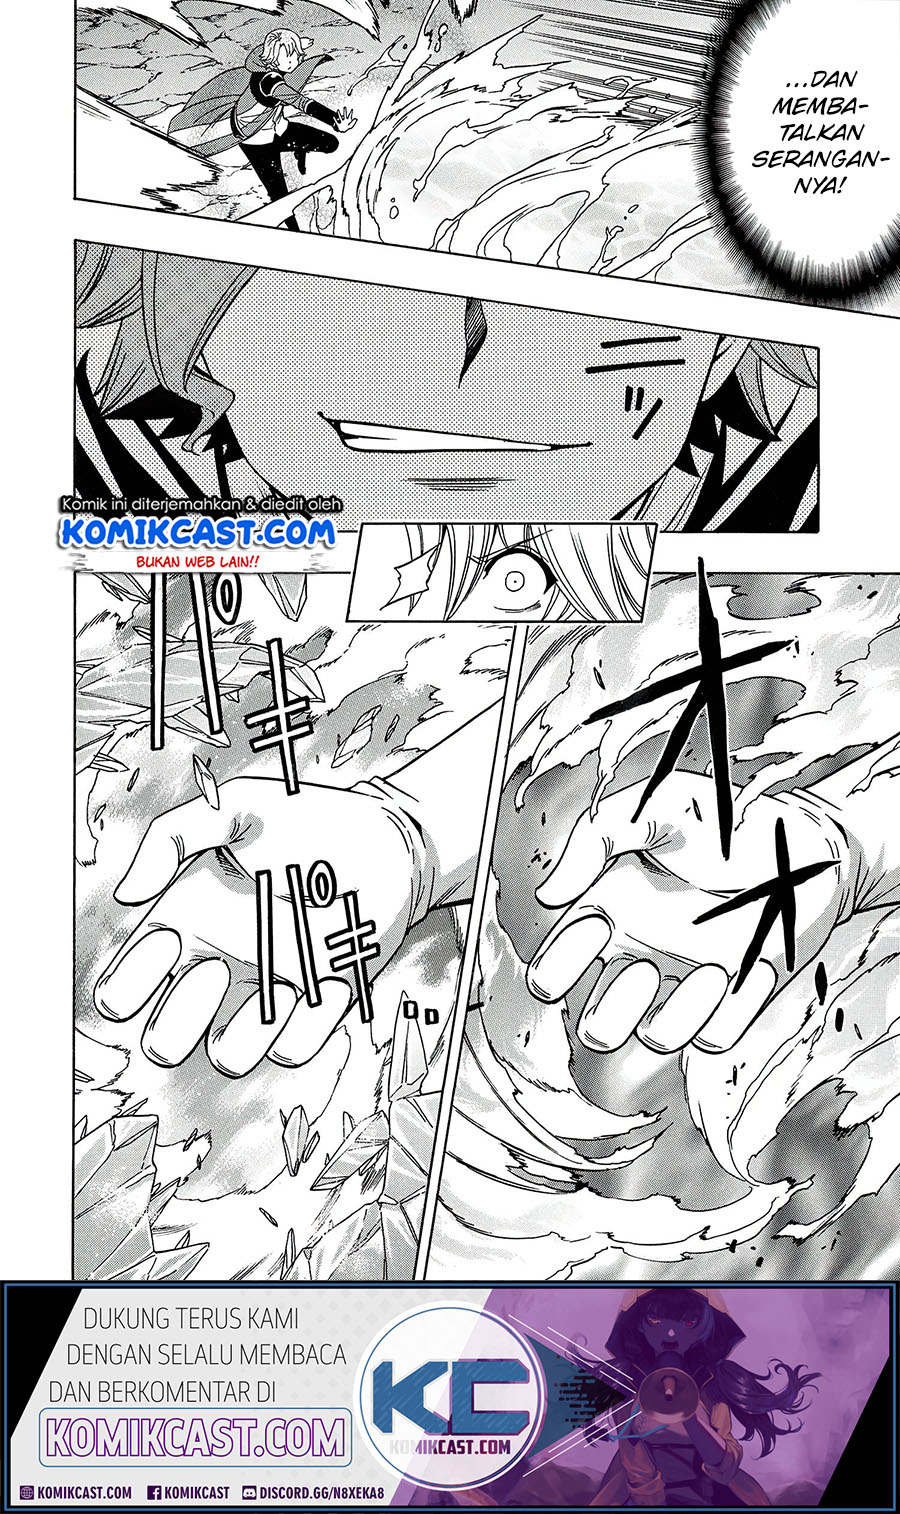 ...DAN
MEMBA-
TALKAN
SERANGAN-
NYA!
Komik ini diterjemahkan & diedit oleh
KOMIKCAST.COM
BUKAN WEB LAIN!!
パキ
パキ
DUKUNG TERUS KAMI
DENGAN SELALU MEMBACA
DAN BERKOMENTAR DI
KOMIKCAST.COM
KC
KOMIKCAST.COM
KOMIKCAST.COM KOMIKCAST DISCORD.GG/N8XEKA8